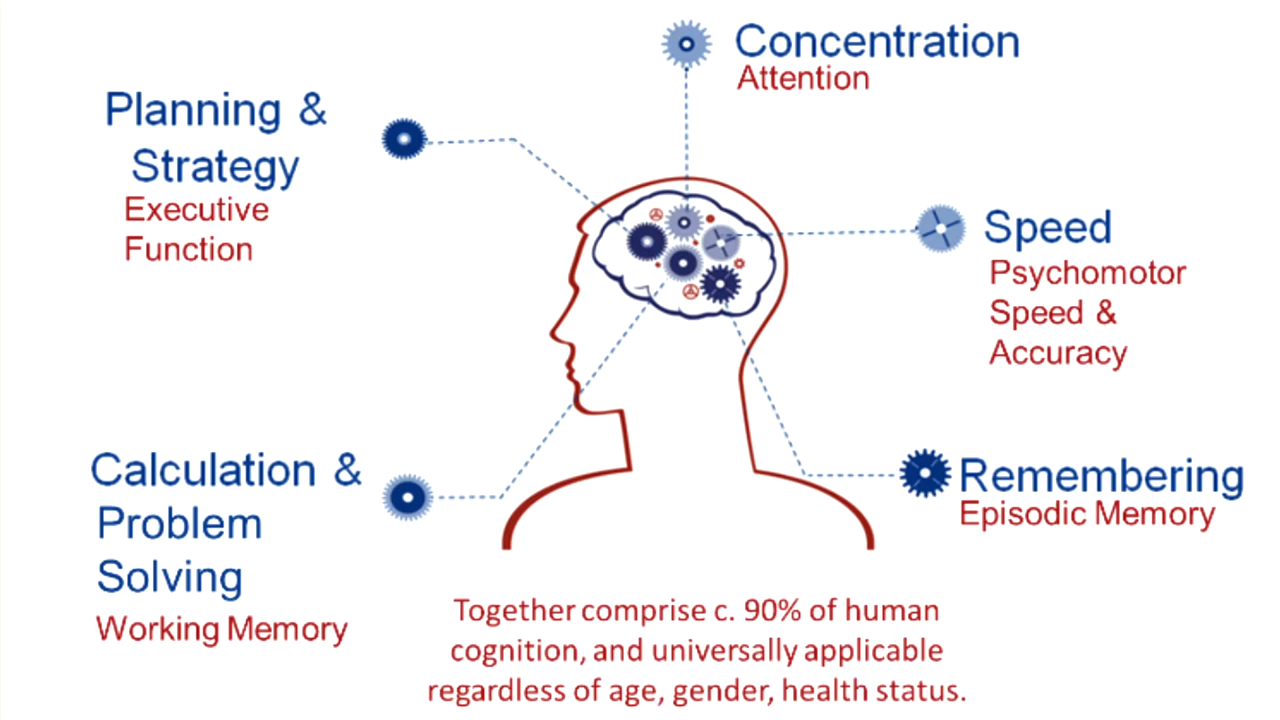 Concentration
Attention
Planning &
Strategy
Executive
Function
Speed
Psychomotor
Speed &
Accuracy
Calculation &
Problem
Solving
Working Memory
Remembering
Episodic Memory
Together comprise c. 90% of human
cognition, and universally applicable
regardless of age, gender, health status.